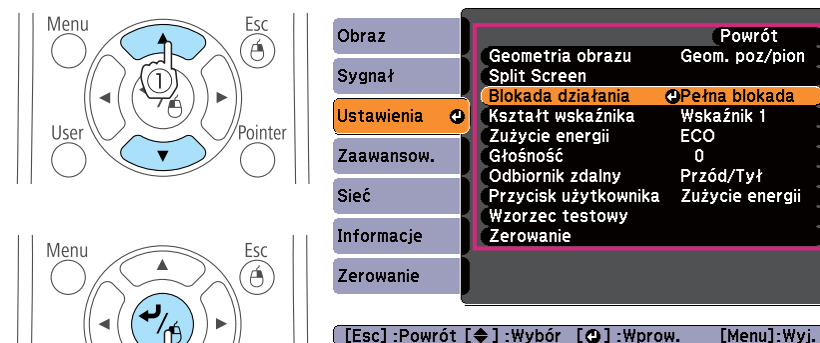 Menu
Esc
①
User
Pointer
Menu
Esc
Obraz
Sygnał
Ustawienia
Zaawansow.
Sieć
Informacje
Zerowanie
Powrót
Geometria obrazu Geom. poz/pion
Split Screen
Blokada działania Pełna blokada
Kształt wskaźnika Wskaźnik 1
Zużycie energii ECO
Głośność 0
Odbiornik zdalny Przód/Tył
Przycisk użytkownika Zużycie energii
Wzorzec testowy
Zerowanie
[Esc] :Powrót [◆] :Wybór [⏎] :Wprow. [Menu]:Wyj.